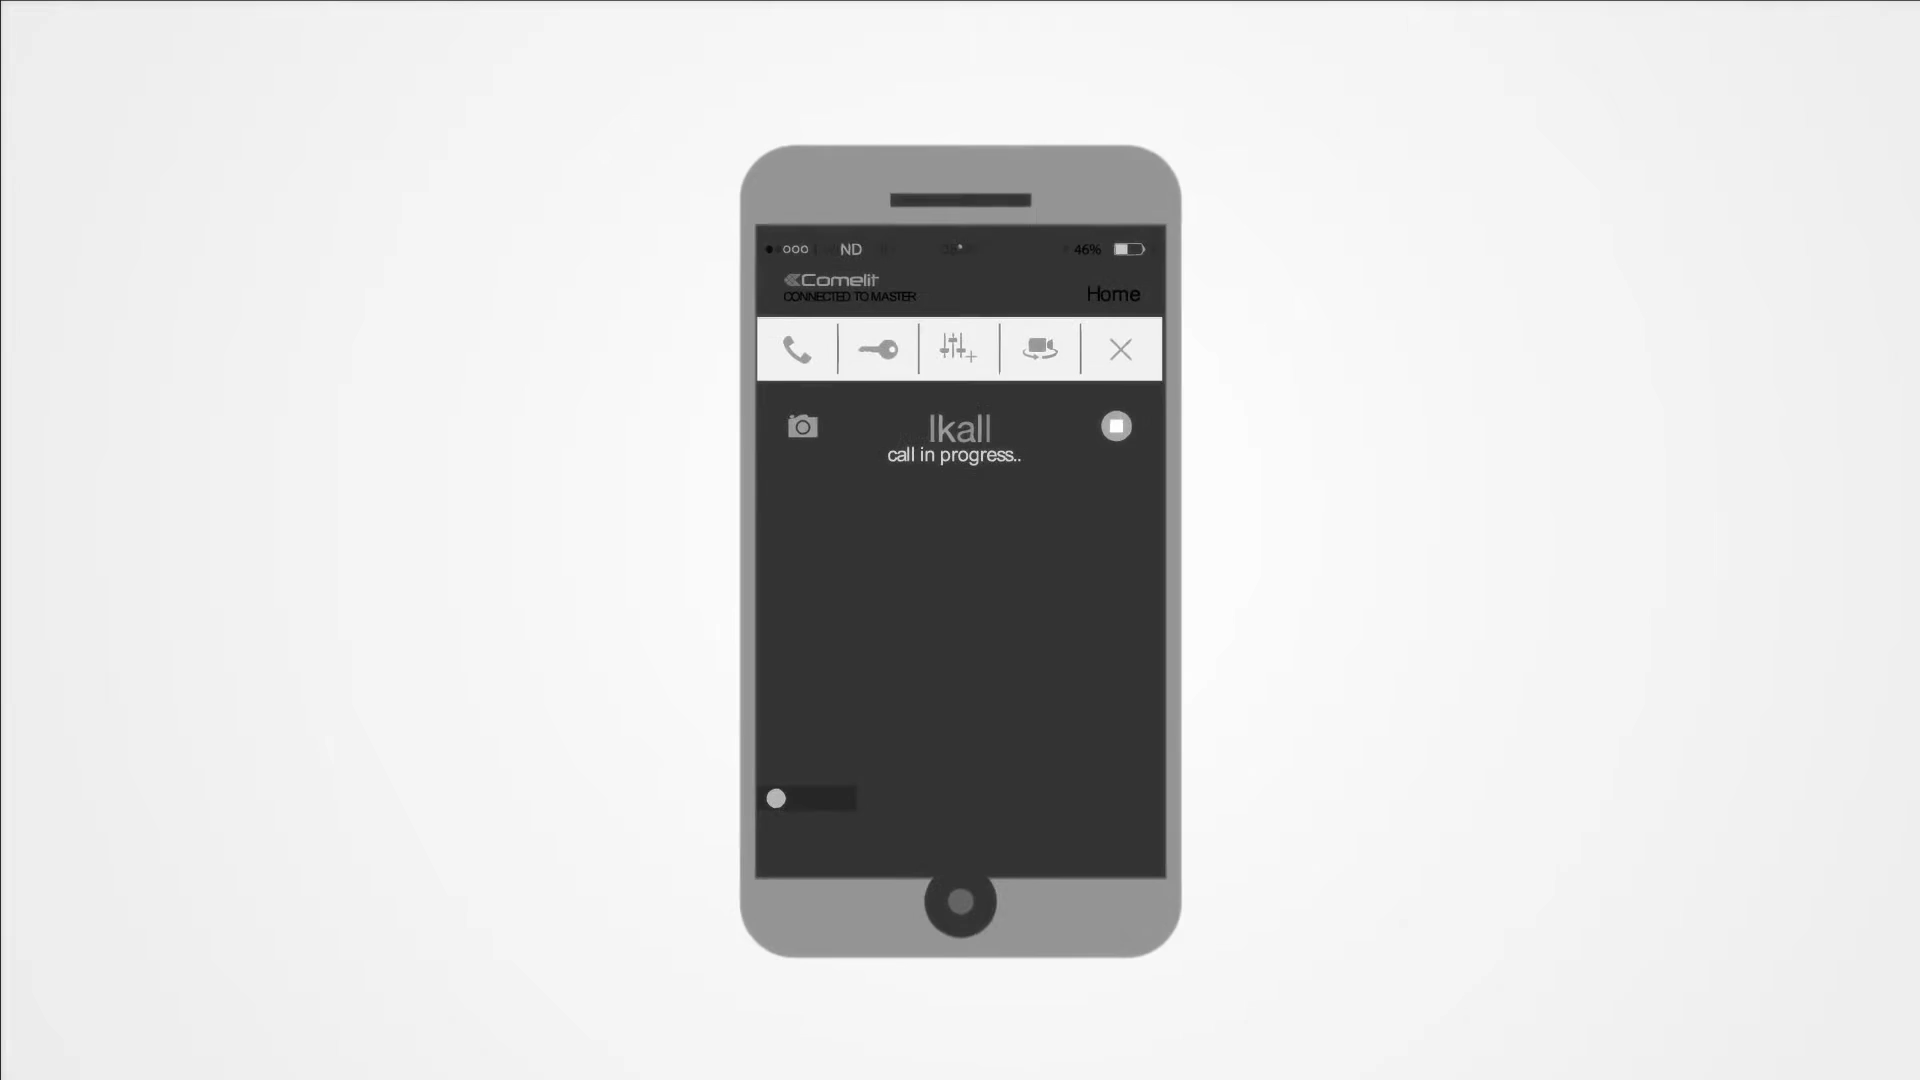 ND
46%
Comelit
CONNECTED TO MASTER
Home
Ikall
call in progress..